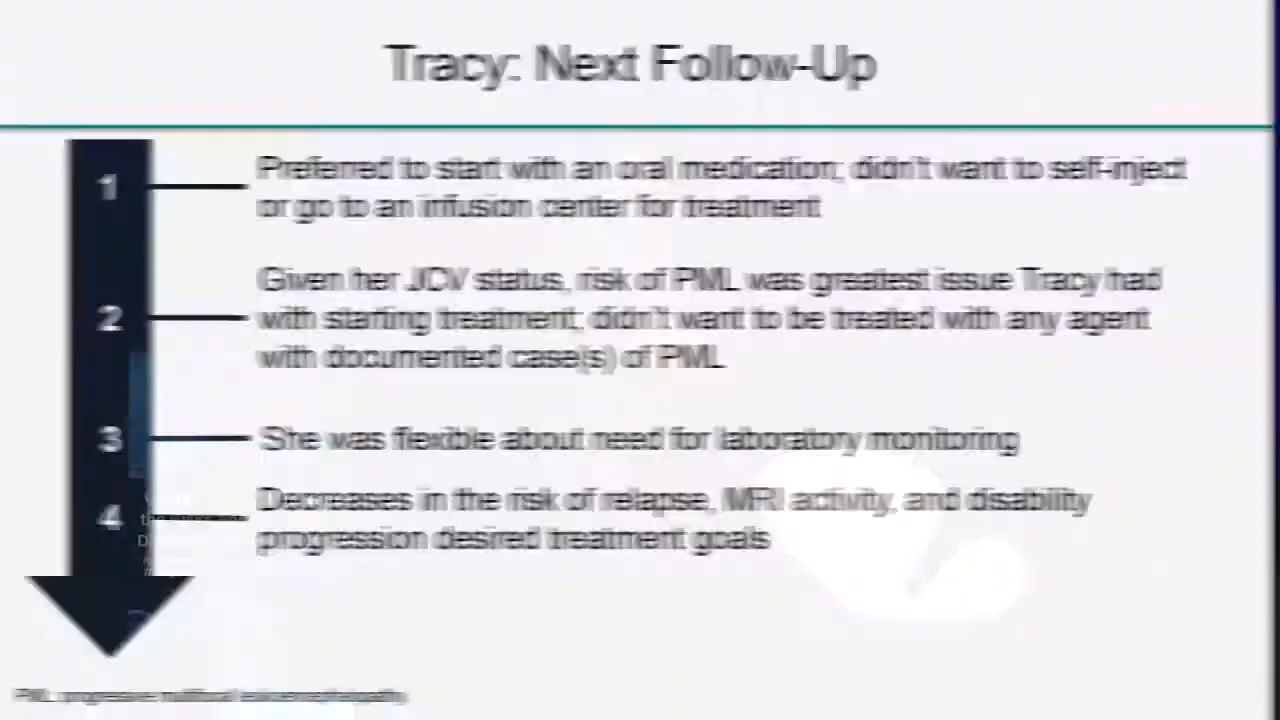 Tracy: Next Follow-Up
1
Preferred to start with an oral medication; didn't want to self-inject
or go to an infusion center for treatment
2
Given her JCV status, risk of PML was greatest issue Tracy had
with starting treatment; didn't want to be treated with any agent
with documented case(s) of PML
3
She was flexible about need for laboratory monitoring
4
Decreases in the risk of relapse, MRI activity, and disability
progression desired treatment goals
PML, progressive multifocal leukoencephalopathy.